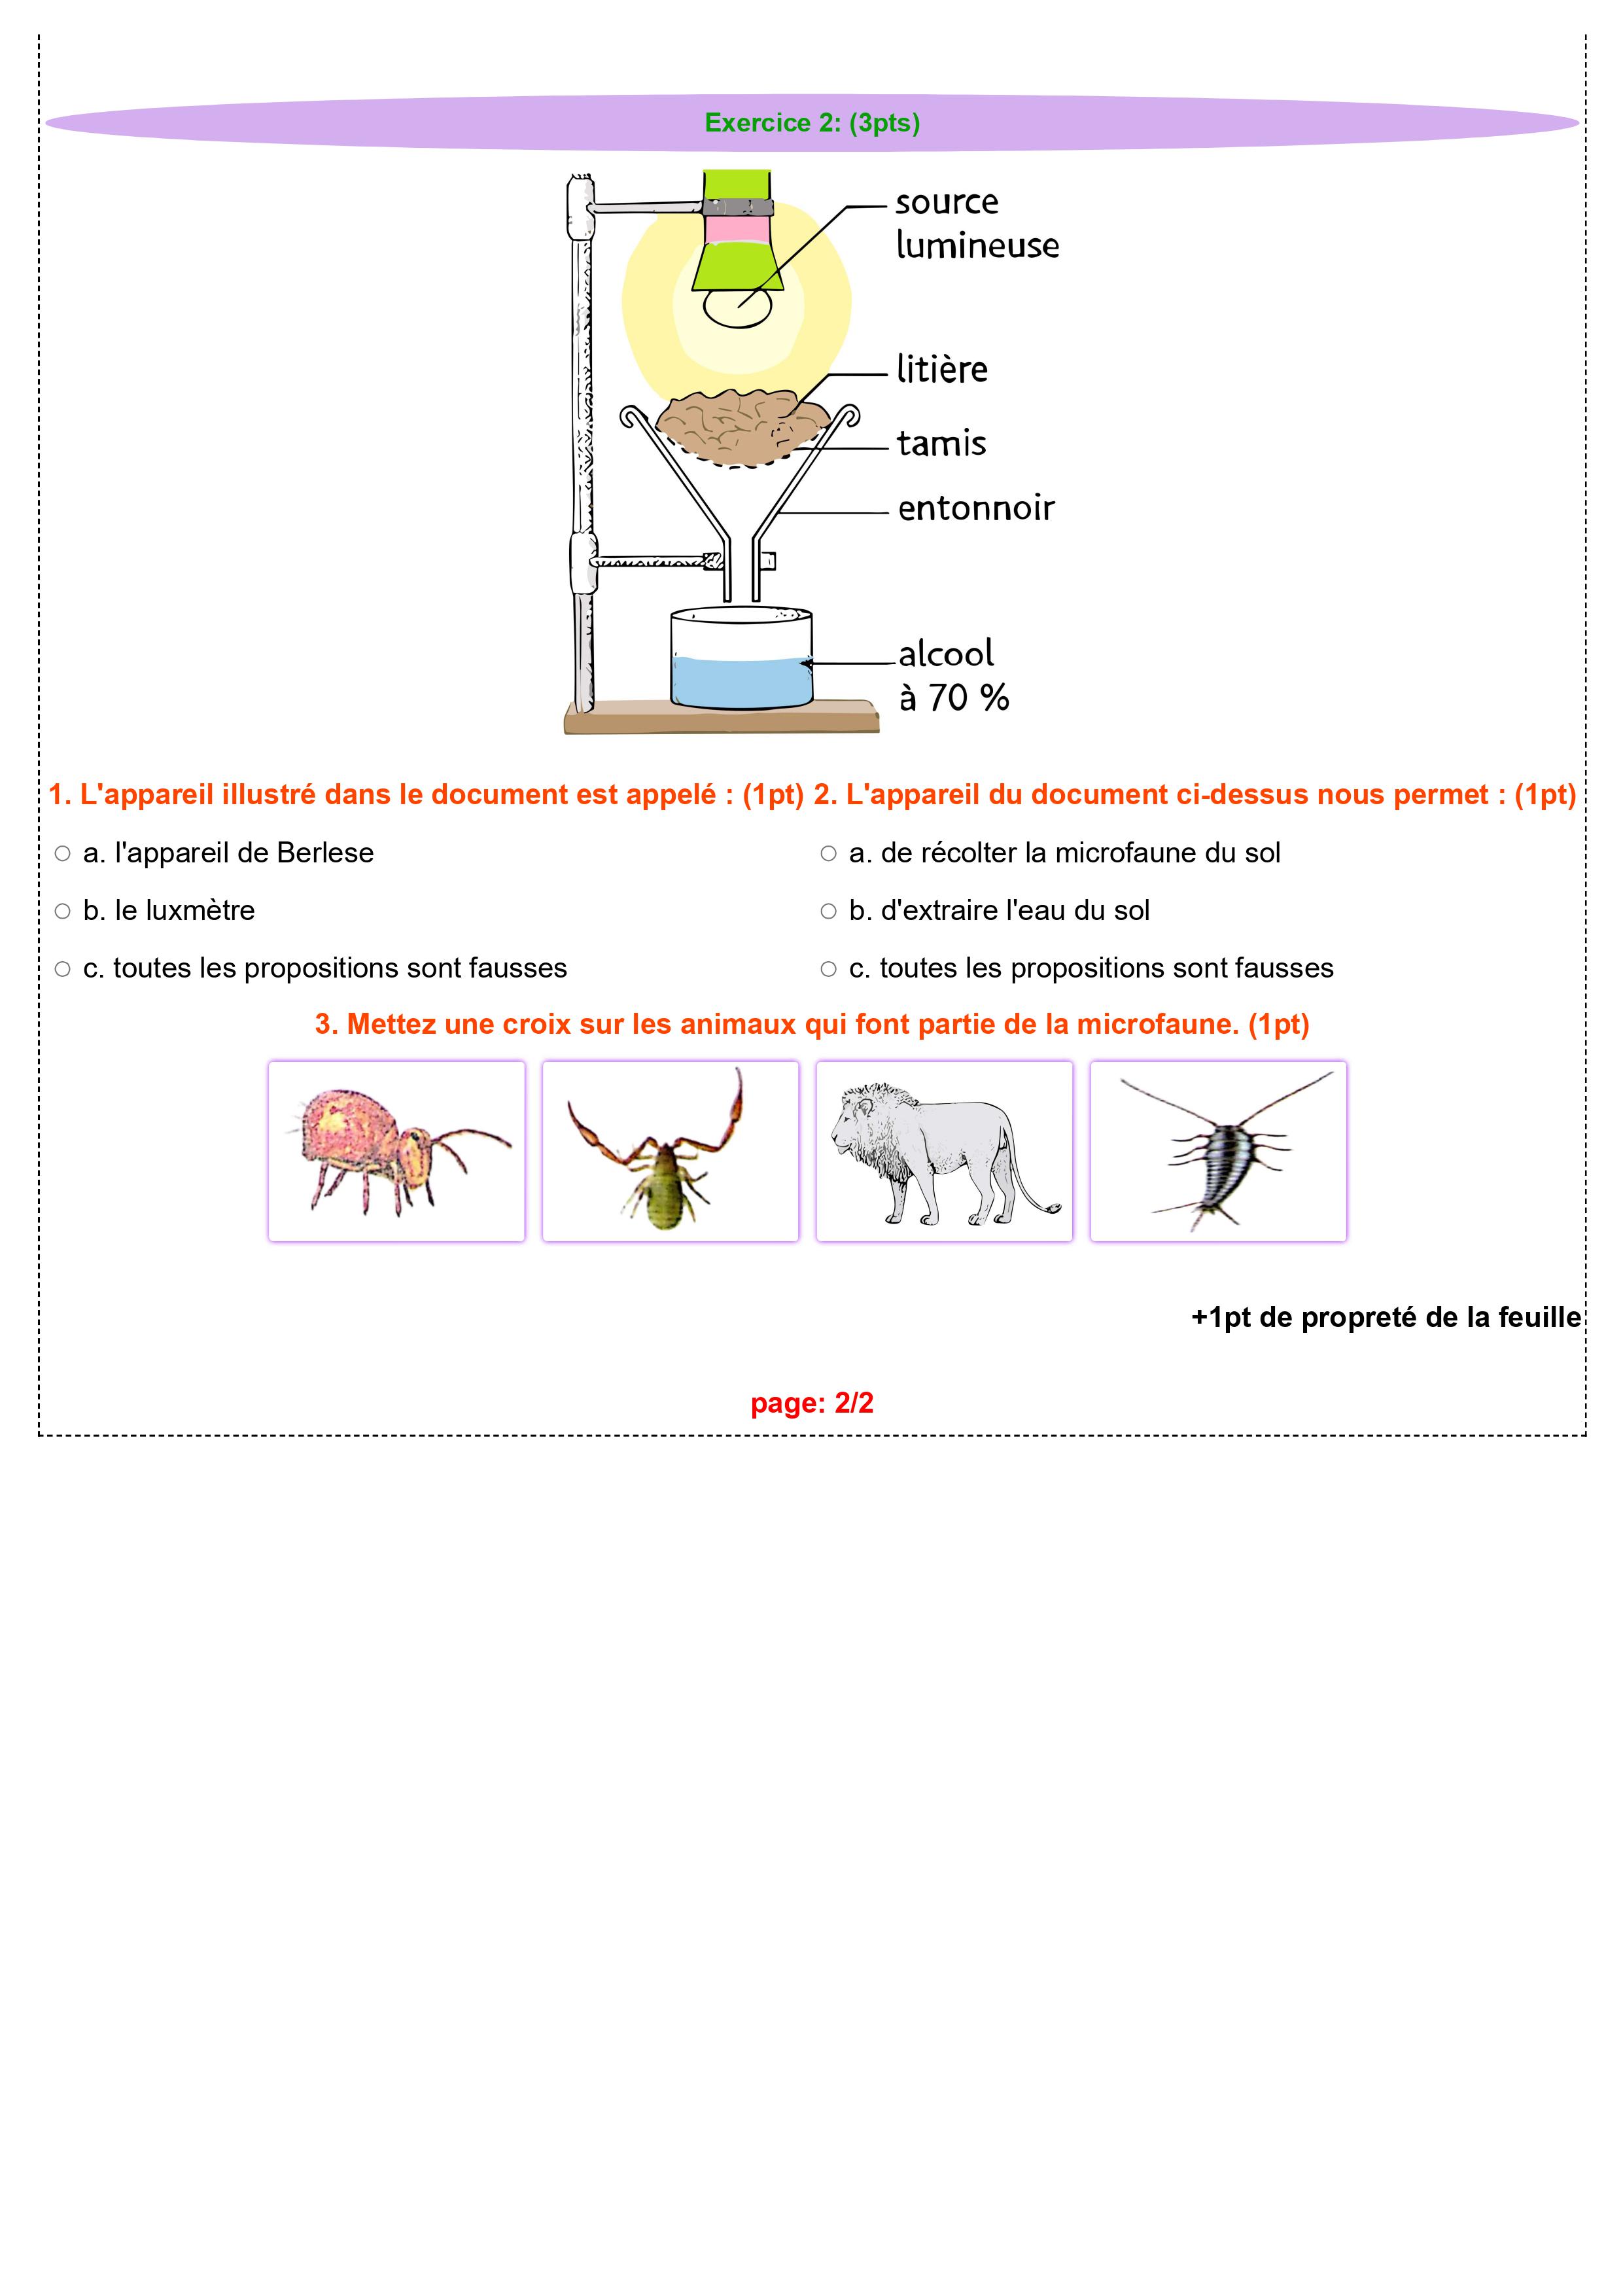 Exercice 2: (3pts)
source
lumineuse
litière
tamis
entonnoir
alcool
à 70 %
1. L'appareil illustré dans le document est appelé : (1pt)
a. l'appareil de Berlese
b. le luxmètre
c. toutes les propositions sont fausses
2. L'appareil du document ci-dessus nous permet : (1pt)
a. de récolter la microfaune du sol
b. d'extraire l'eau du sol
c. toutes les propositions sont fausses
3. Mettez une croix sur les animaux qui font partie de la microfaune. (1pt)
+1pt de propreté de la feuille
page: 2/2